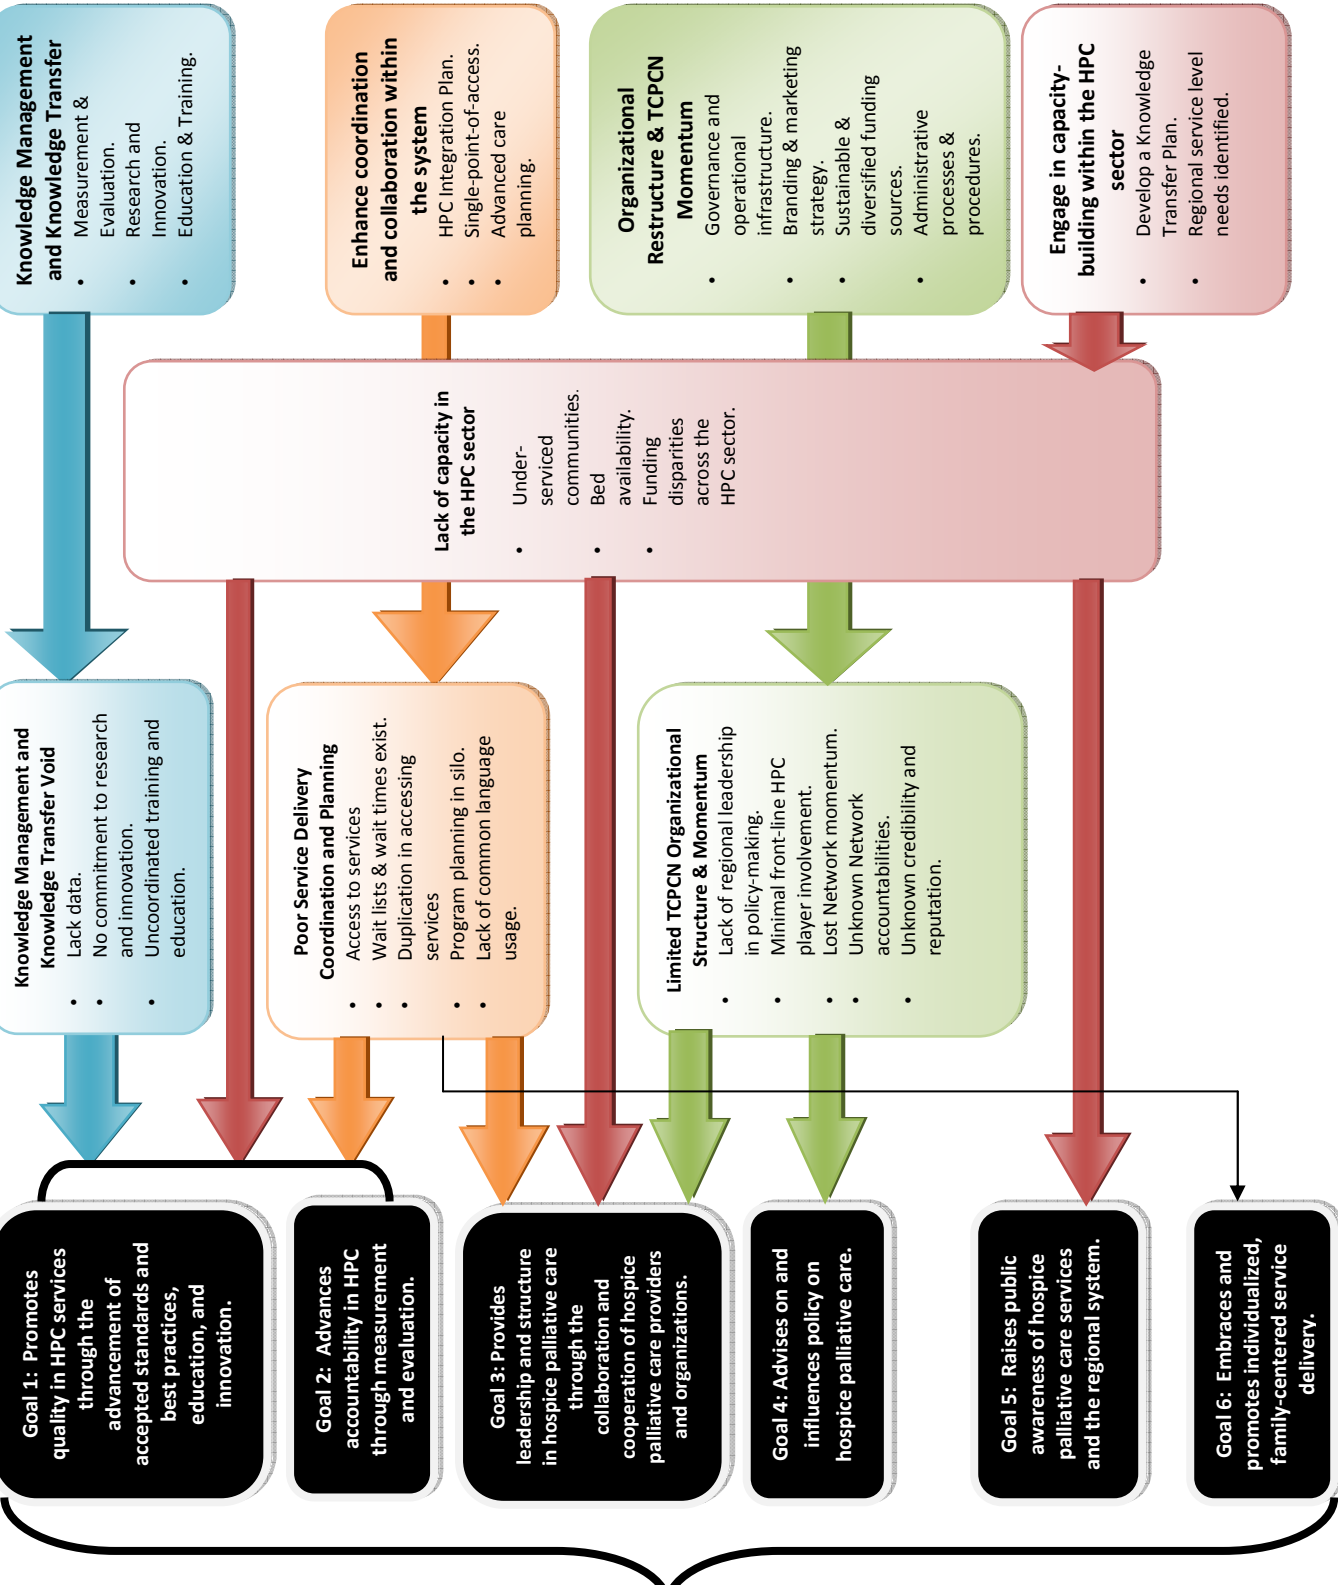 Goal 1:  Promotes
quality in HPC services
through the
advancement of
accepted standards and
best practices,
education, and
innovation.
Goal 2:  Advances
accountability in HPC
through measurement
and evaluation.
Goal 3: Provides
leadership and structure
in hospice palliative care
through the
collaboration and
cooperation of hospice
palliative care providers
and organizations.
Goal 4: Advises on and
influences policy on
hospice palliative care.
Goal 5:  Raises public
awareness of hospice
palliative care services
and the regional system.
Goal 6:  Embraces and
promotes individualized,
family-centered service
delivery.
Knowledge Management and
Knowledge Transfer Void
• Lack data.
• No commitment to research
and innovation.
• Uncoordinated training and
education.
Poor Service Delivery
Coordination and Planning
• Access to services
• Wait lists & wait times exist.
• Duplication in accessing
services
• Program planning in silo.
• Lack of common language
usage.
Limited TCPCN Organizational
Structure & Momentum
• Lack of regional leadership
in policy-making.
• Minimal front-line HPC
player involvement.
• Lost Network momentum.
• Unknown Network
accountabilities.
• Unknown credibility and
reputation.
Lack of capacity in
the HPC sector
• Under-
serviced
communities.
• Bed
availability.
• Funding
disparities
across the
HPC sector.
Knowledge Management
and Knowledge Transfer
• Measurement &
Evaluation.
• Research and
Innovation.
• Education & Training.
Enhance coordination
and collaboration within
the system
• HPC Integration Plan.
• Single-point-of-access.
• Advanced care
planning.
Organizational
Restructure & TCPCN
Momentum
• Governance and
operational
infrastructure.
• Branding & marketing
strategy.
• Sustainable &
diversified funding
sources.
• Administrative
processes &
procedures.
Engage in capacity-
building within the HPC
sector
• Develop a Knowledge
Transfer Plan.
• Regional service level
needs identified.